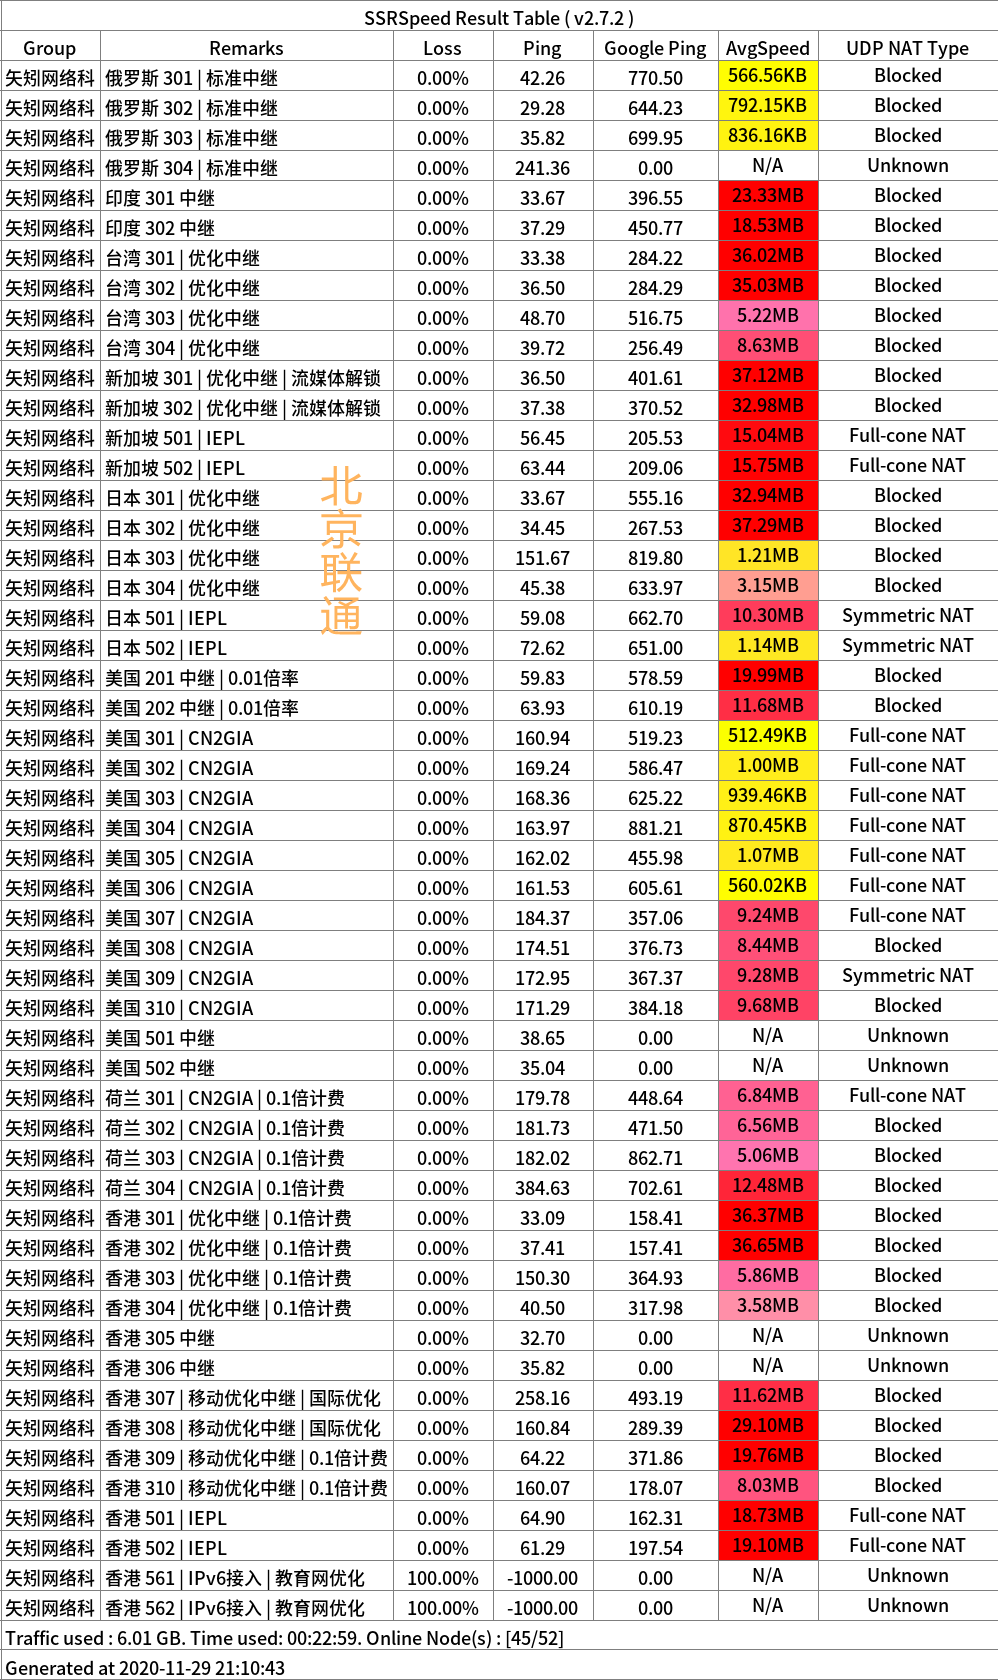 SSRSpeed Result Table ( v2.7.2 )
Group Remarks Loss Ping Google Ping AvgSpeed UDP NAT Type
矢矧网络科 俄罗斯 301 | 标准中继 0.00% 42.26 770.50 566.56KB Blocked
矢矧网络科 俄罗斯 302 | 标准中继 0.00% 29.28 644.23 792.15KB Blocked
矢矧网络科 俄罗斯 303 | 标准中继 0.00% 35.82 699.95 836.16KB Blocked
矢矧网络科 俄罗斯 304 | 标准中继 0.00% 241.36 0.00 N/A Unknown
矢矧网络科 印度 301 中继 0.00% 33.67 396.55 23.33MB Blocked
矢矧网络科 印度 302 中继 0.00% 37.29 450.77 18.53MB Blocked
矢矧网络科 台湾 301 | 优化中继 0.00% 33.38 284.22 36.02MB Blocked
矢矧网络科 台湾 302 | 优化中继 0.00% 36.50 284.29 35.03MB Blocked
矢矧网络科 台湾 303 | 优化中继 0.00% 48.70 516.75 5.22MB Blocked
矢矧网络科 台湾 304 | 优化中继 0.00% 39.72 256.49 8.63MB Blocked
矢矧网络科 新加坡 301 | 优化中继 | 流媒体解锁 0.00% 36.50 401.61 37.12MB Blocked
矢矧网络科 新加坡 302 | 优化中继 | 流媒体解锁 0.00% 37.38 370.52 32.98MB Blocked
矢矧网络科 新加坡 501 | IEPL 0.00% 56.45 205.53 15.04MB Full-cone NAT
矢矧网络科 新加坡 502 | IEPL 0.00% 63.44 209.06 15.75MB Full-cone NAT
矢矧网络科 日本 301 | 优化中继 0.00% 33.67 555.16 32.94MB Blocked
矢矧网络科 日本 302 | 优化中继 0.00% 34.45 267.53 37.29MB Blocked
矢矧网络科 日本 303 | 优化中继 0.00% 151.67 819.80 1.21MB Blocked
矢矧网络科 日本 304 | 优化中继 0.00% 45.38 633.97 3.15MB Blocked
矢矧网络科 日本 501 | IEPL 0.00% 59.08 662.70 10.30MB Symmetric NAT
矢矧网络科 日本 502 | IEPL 0.00% 72.62 651.00 1.14MB Symmetric NAT
北京联通
矢矧网络科 美国 201 中继 | 0.01倍率 0.00% 59.83 578.59 19.99MB Blocked
矢矧网络科 美国 202 中继 | 0.01倍率 0.00% 63.93 610.19 11.68MB Blocked
矢矧网络科 美国 301 | CN2GIA 0.00% 160.94 519.23 512.49KB Full-cone NAT
矢矧网络科 美国 302 | CN2GIA 0.00% 169.24 586.47 1.00MB Full-cone NAT
矢矧网络科 美国 303 | CN2GIA 0.00% 168.36 625.22 939.46KB Full-cone NAT
矢矧网络科 美国 304 | CN2GIA 0.00% 163.97 881.21 870.45KB Full-cone NAT
矢矧网络科 美国 305 | CN2GIA 0.00% 162.02 455.98 1.07MB Full-cone NAT
矢矧网络科 美国 306 | CN2GIA 0.00% 161.53 605.61 560.02KB Full-cone NAT
矢矧网络科 美国 307 | CN2GIA 0.00% 184.37 357.06 9.24MB Full-cone NAT
矢矧网络科 美国 308 | CN2GIA 0.00% 174.51 376.73 8.44MB Blocked
矢矧网络科 美国 309 | CN2GIA 0.00% 172.95 367.37 9.28MB Symmetric NAT
矢矧网络科 美国 310 | CN2GIA 0.00% 171.29 384.18 9.68MB Blocked
矢矧网络科 美国 501 中继 0.00% 38.65 0.00 N/A Unknown
矢矧网络科 美国 502 中继 0.00% 35.04 0.00 N/A Unknown
矢矧网络科 荷兰 301 | CN2GIA | 0.1倍计费 0.00% 179.78 448.64 6.84MB Full-cone NAT
矢矧网络科 荷兰 302 | CN2GIA | 0.1倍计费 0.00% 181.73 471.50 6.56MB Blocked
矢矧网络科 荷兰 303 | CN2GIA | 0.1倍计费 0.00% 182.02 862.71 5.06MB Blocked
矢矧网络科 荷兰 304 | CN2GIA | 0.1倍计费 0.00% 384.63 702.61 12.48MB Blocked
矢矧网络科 香港 301 | 优化中继 | 0.1倍计费 0.00% 33.09 158.41 36.37MB Blocked
矢矧网络科 香港 302 | 优化中继 | 0.1倍计费 0.00% 37.41 157.41 36.65MB Blocked
矢矧网络科 香港 303 | 优化中继 | 0.1倍计费 0.00% 150.30 364.93 5.86MB Blocked
矢矧网络科 香港 304 | 优化中继 | 0.1倍计费 0.00% 40.50 317.98 3.58MB Blocked
矢矧网络科 香港 305 中继 0.00% 32.70 0.00 N/A Unknown
矢矧网络科 香港 306 中继 0.00% 35.82 0.00 N/A Unknown
矢矧网络科 香港 307 | 移动优化中继 | 国际优化 0.00% 258.16 493.19 11.62MB Blocked
矢矧网络科 香港 308 | 移动优化中继 | 国际优化 0.00% 160.84 289.39 29.10MB Blocked
矢矧网络科 香港 309 | 移动优化中继 | 0.1倍计费 0.00% 64.22 371.86 19.76MB Blocked
矢矧网络科 香港 310 | 移动优化中继 | 0.1倍计费 0.00% 160.07 178.07 8.03MB Blocked
矢矧网络科 香港 501 | IEPL 0.00% 64.90 162.31 18.73MB Full-cone NAT
矢矧网络科 香港 502 | IEPL 0.00% 61.29 197.54 19.10MB Full-cone NAT
矢矧网络科 香港 561 | IPv6接入 | 教育网优化 100.00% -1000.00 0.00 N/A Unknown
矢矧网络科 香港 562 | IPv6接入 | 教育网优化 100.00% -1000.00 0.00 N/A Unknown
Traffic used : 6.01 GB. Time used: 00:22:59. Online Node(s) : [45/52]
Generated at 2020-11-29 21:10:43